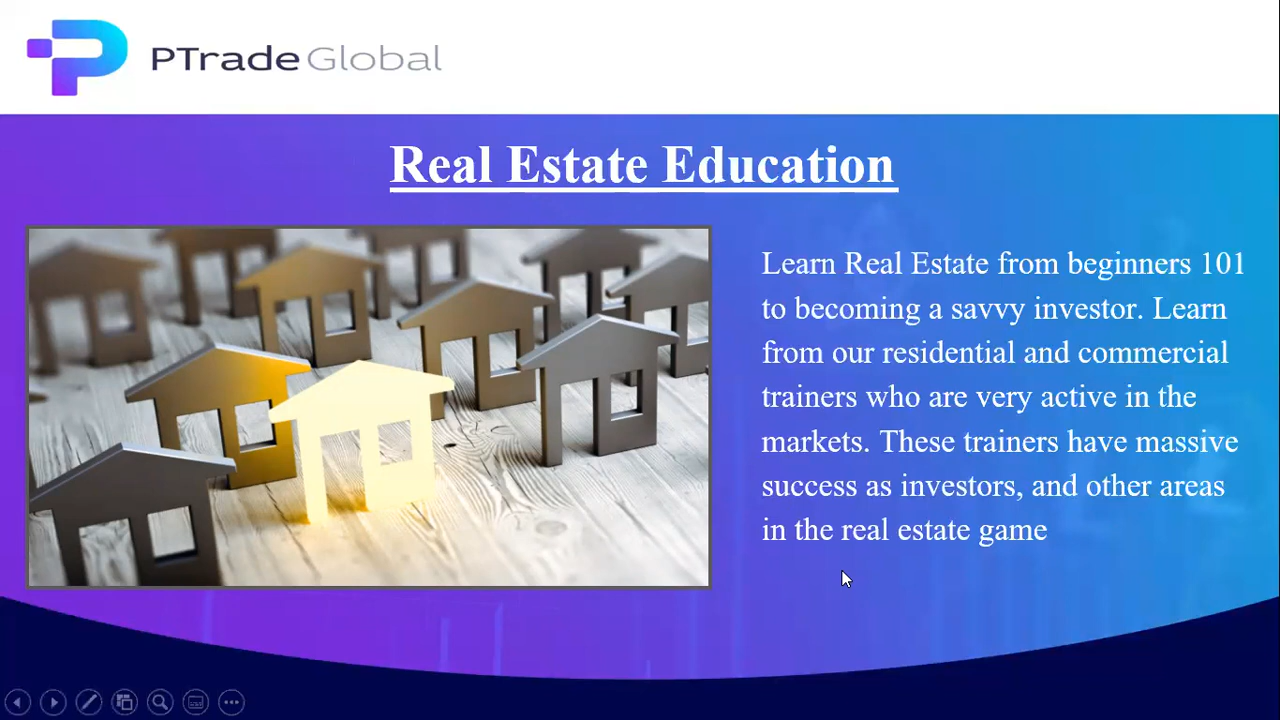 PTrade Global
Real Estate Education
Learn Real Estate from beginners 101
to becoming a savvy investor. Learn
from our residential and commercial
trainers who are very active in the
markets. These trainers have massive
success as investors, and other areas
in the real estate game